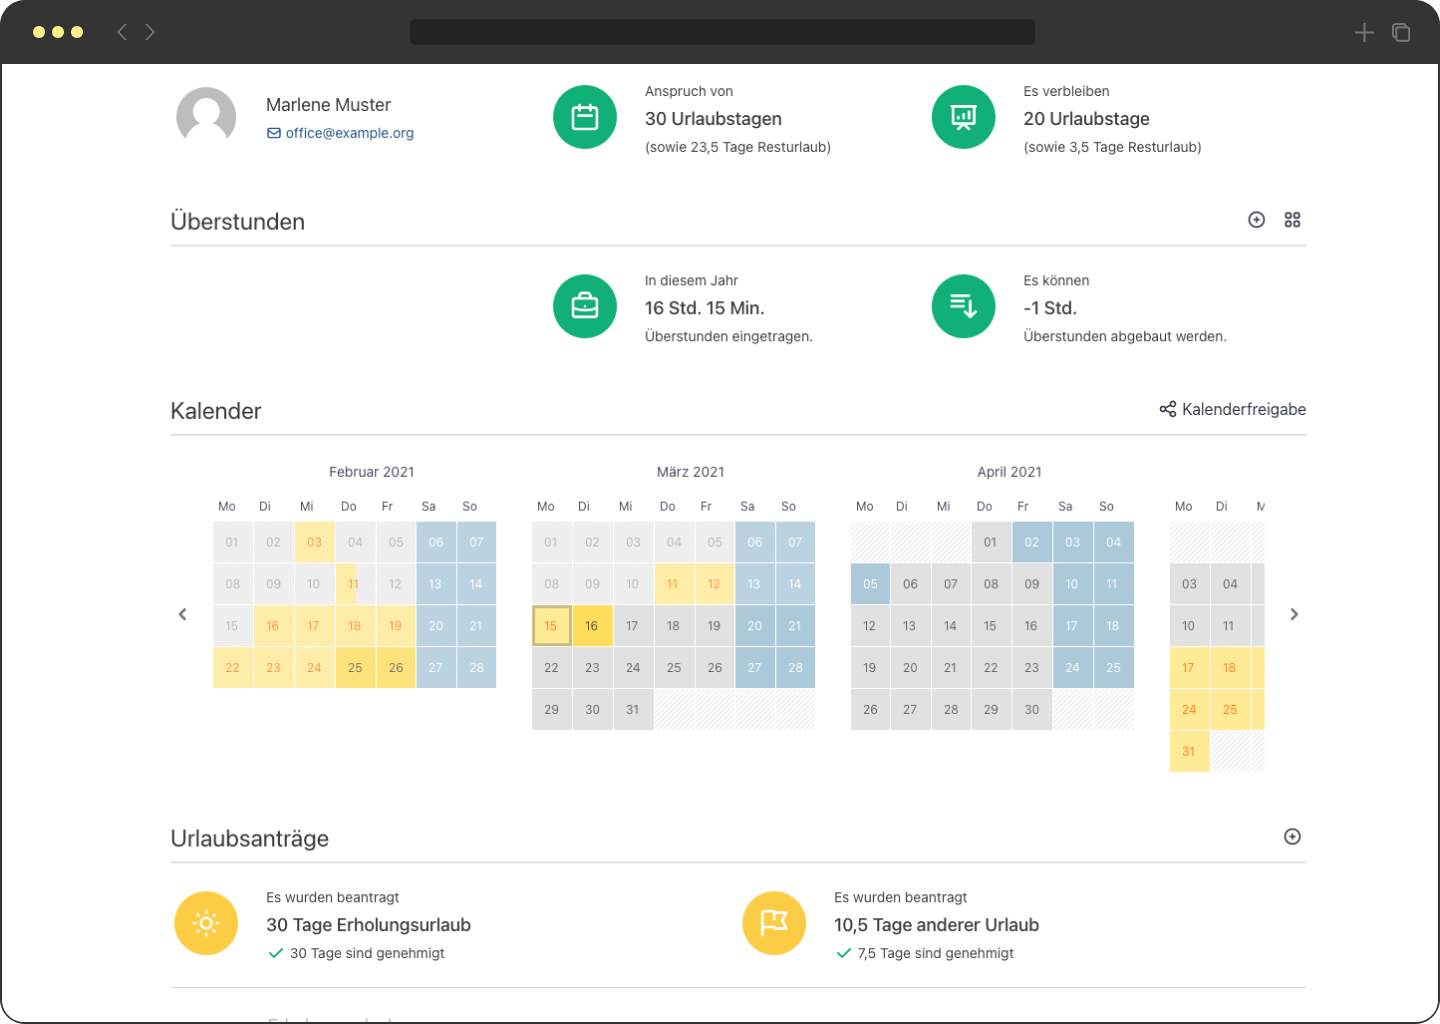 Marlene Muster
office@example.org
Anspruch von
30 Urlaubstagen
(sowie 23,5 Tage Resturlaub)
Es verbleiben
20 Urlaubstage
(sowie 3,5 Tage Resturlaub)
Überstunden
In diesem Jahr
16 Std. 15 Min.
Überstunden eingetragen.
Es können
-1 Std.
Überstunden abgebaut werden.
Kalender
Kalenderfreigabe
Februar 2021
Mo Di Mi Do Fr Sa So
01 02 03 04 05 06 07
08 09 10 11 12 13 14
15 16 17 18 19 20 21
22 23 24 25 26 27 28
März 2021
Mo Di Mi Do Fr Sa So
01 02 03 04 05 06 07
08 09 10 11 12 13 14
15 16 17 18 19 20 21
22 23 24 25 26 27 28
29 30 31
April 2021
Mo Di Mi Do Fr Sa So
01 02 03 04
05 06 07 08 09 10 11
12 13 14 15 16 17 18
19 20 21 22 23 24 25
26 27 28 29 30
Mo Di
03 04
10 11
17 18
24 25
31
Urlaubsanträge
Es wurden beantragt
30 Tage Erholungsurlaub
30 Tage sind genehmigt
Es wurden beantragt
10,5 Tage anderer Urlaub
7,5 Tage sind genehmigt